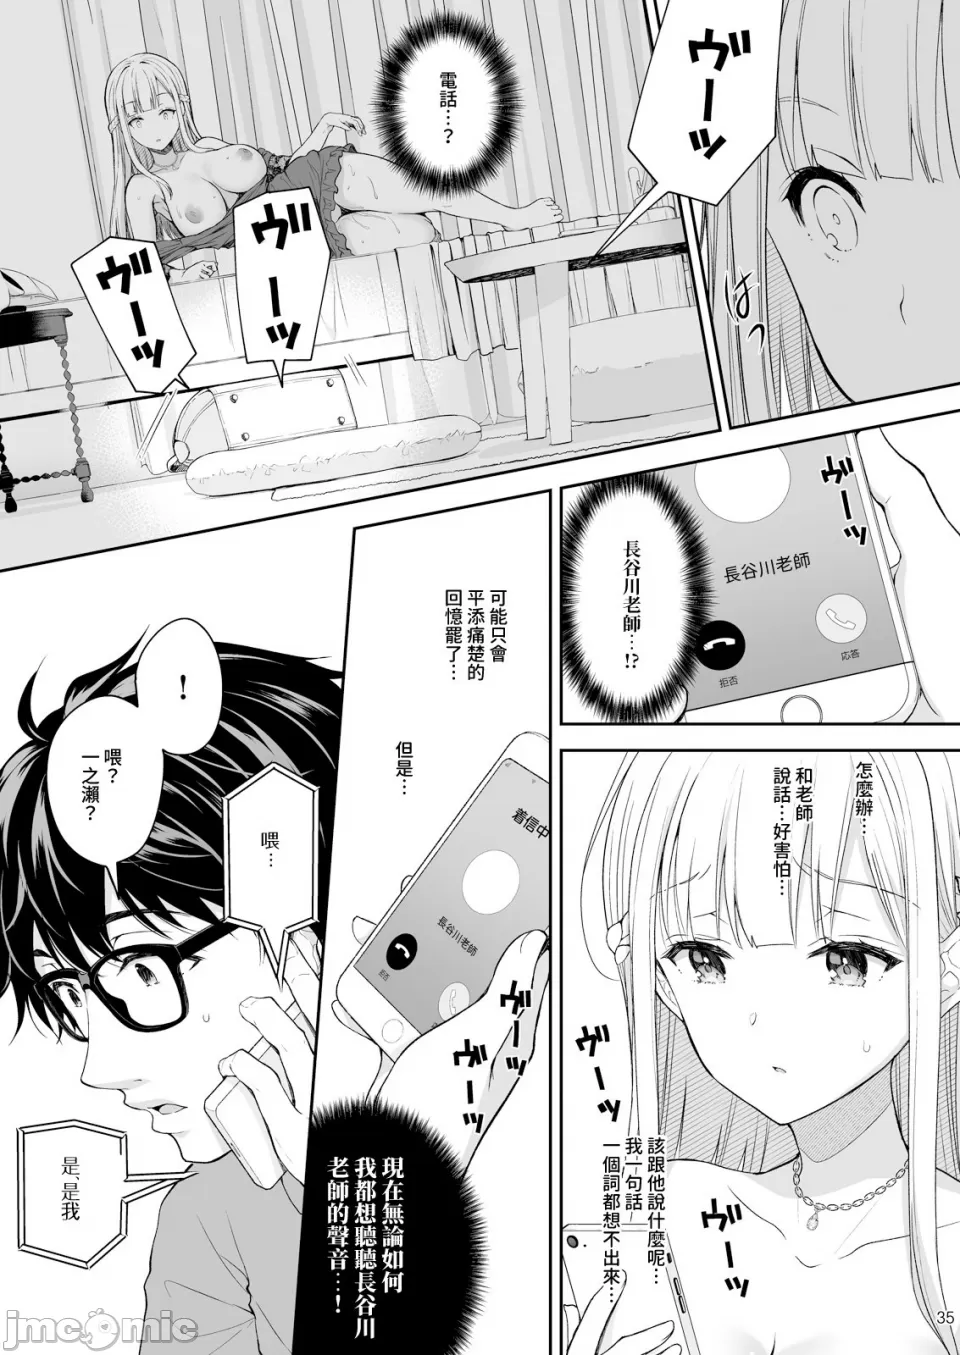 ヴーッ
はっ
電話…？
ヴーッ
ヴーッ
ヴーッ
長谷川老師
拒否
応答
長谷川老師…!?
怎麼辦…
和老師
說話…好害怕…
ヴーッ
該跟他說什麼呢…
我一句話
一個詞都想不出來…
ヴーッ
可能只會
平添痛楚的
回憶罷了…
但是…
着信中
長谷川老師
拒否
ヴーッ
ヴーッ
現在無論如何
我都想聽聽長谷川
老師的聲音…！
喂…
！
喂？
一之瀨？
是、是我
35
jmcomic